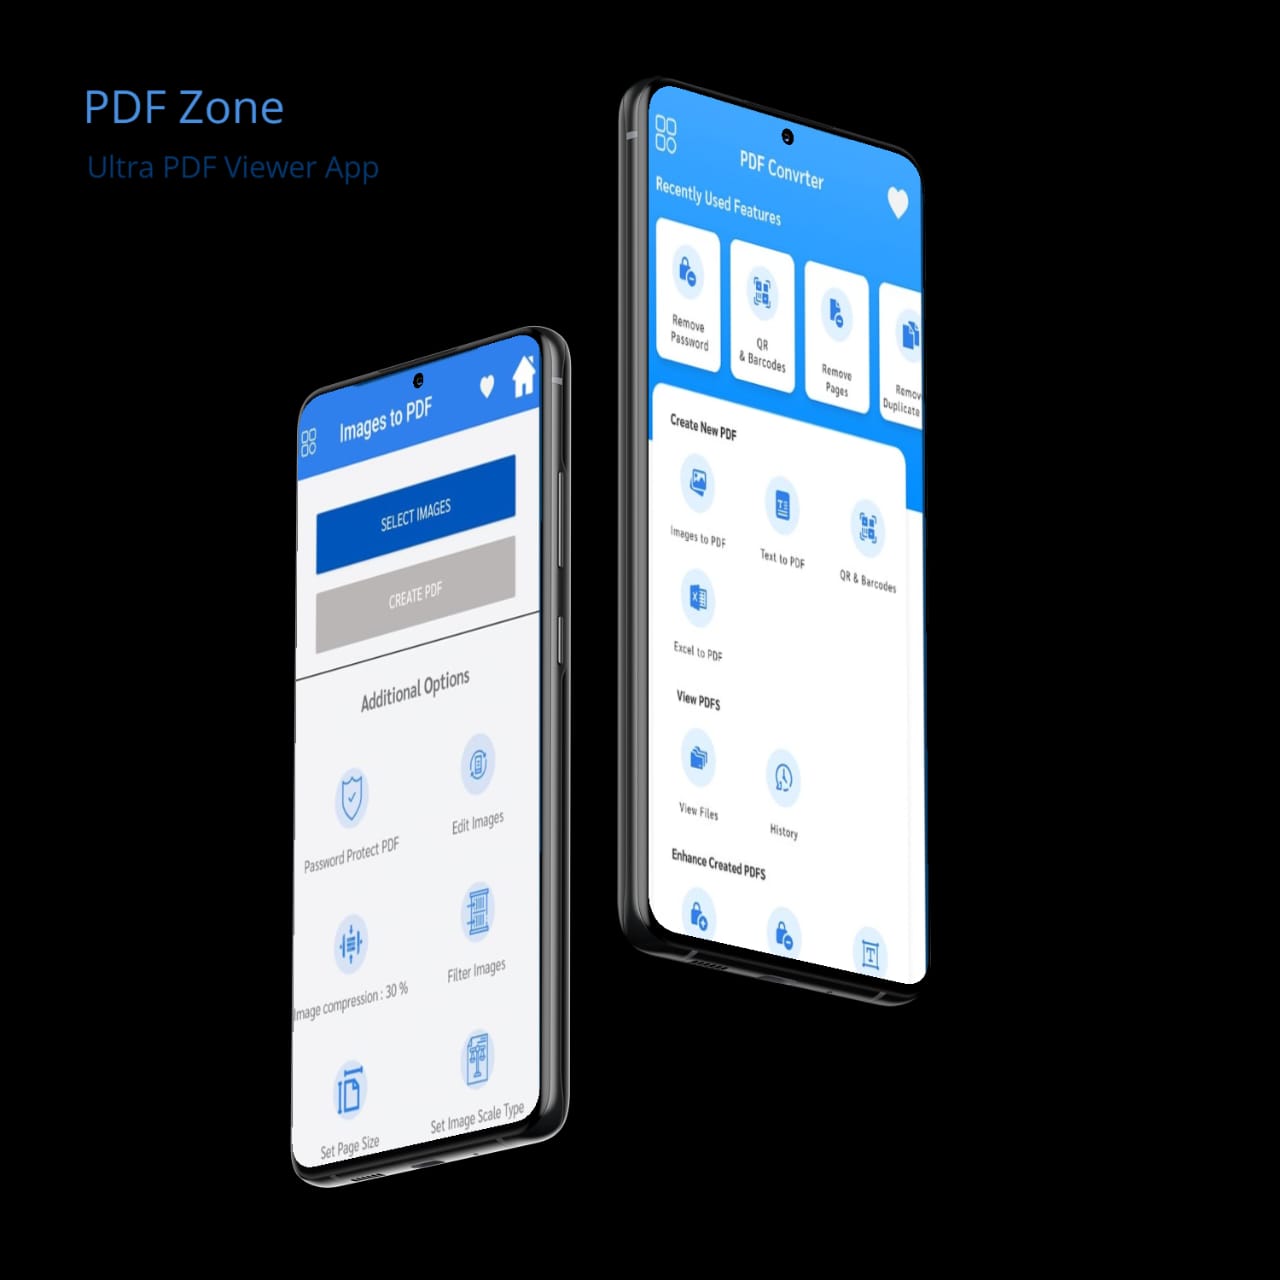 PDF Zone
Ultra PDF Viewer App
Images to PDF
SELECT IMAGES
CREATE PDF
Additional Options
Password Protect PDF
Edit Images
Image compression : 30 %
Filter Images
Set Page Size
Set Image Scale Type
PDF Convrter
Recently Used Features
Remove
Password
QR
& Barcodes
Remove
Pages
Remov
Duplicate
Create New PDF
Images to PDF
Text to PDF
QR & Barcodes
Excel to PDF
View PDFS
View Files
History
Enhance Created PDFS